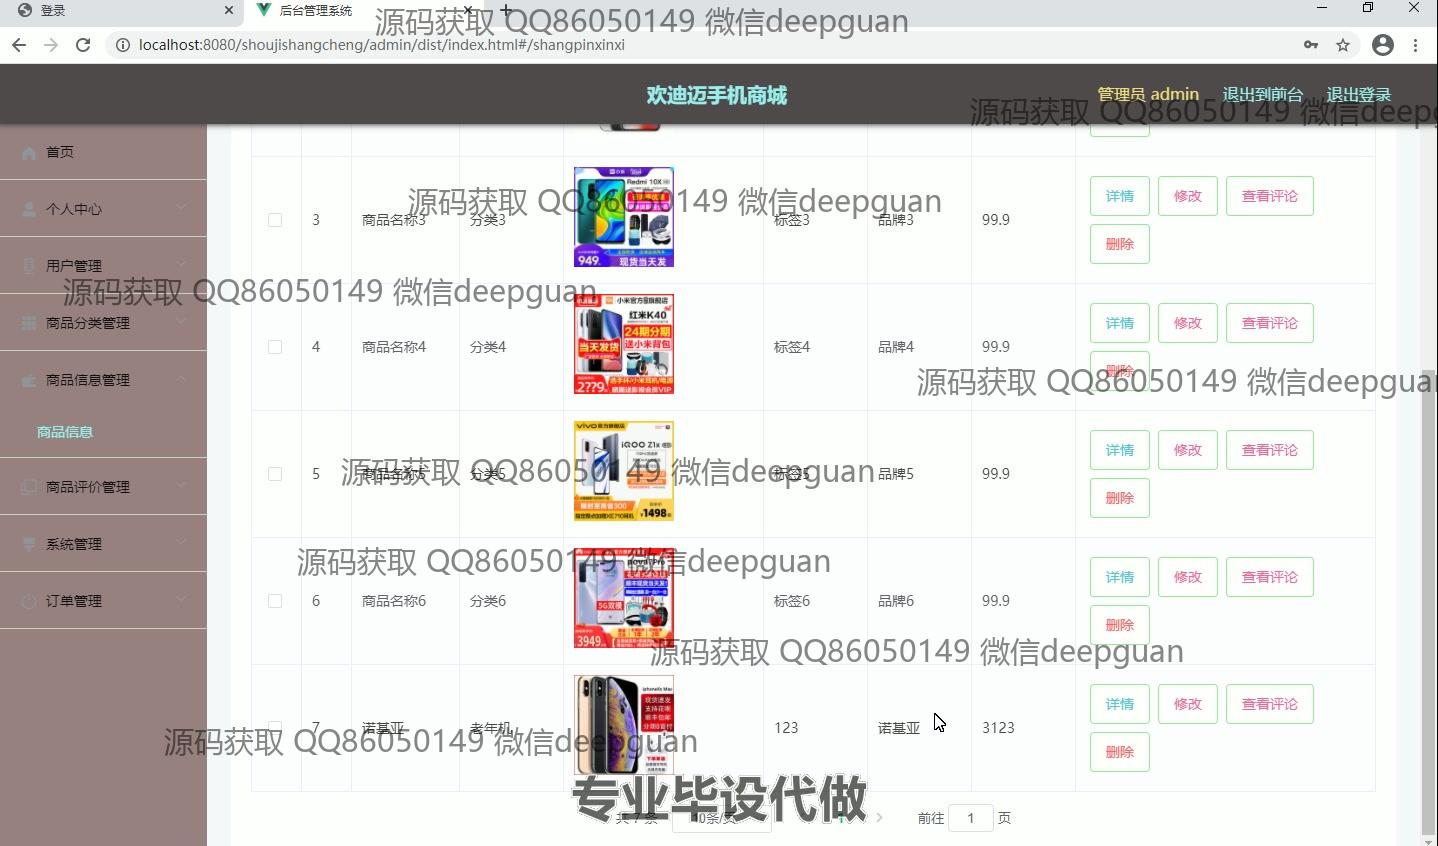 登录
后台管理系统
源码获取 QQ86050149 微信deepguan
localhost:8080/shoujishangcheng/admin/dist/index.html#/shangpinxinxi
欢迪迈手机商城
管理员 admin
退出到前台
退出登录
源码获取 QQ86050149 微信deepg
首页
个人中心
用户管理
商品分类管理
商品信息管理
商品信息
商品评价管理
系统管理
订单管理
3 商品名称3 分类3 标签3 品牌3 99.9 详情 修改 查看评论
删除
Redmi 10X
949.
现货当天发
源码获取 QQ86050149 微信deepguan
源码获取 QQ86050149 微信deepguan
4 商品名称4 分类4 标签4 品牌4 99.9 详情 修改 查看评论
删除
小米官方旗舰店
红米K40
24期分期
送小米背包
当天发货
2779
源码获取 QQ86050149 微信deepguar
5 商品名称5 分类5 标签5 品牌5 99.9 详情 修改 查看评论
删除
vivo
iQOO Z1x
¥1498
源码获取 QQ86050149 微信deepguan
源码获取 QQ86050149 微信deepguan
6 商品名称6 分类6 标签6 品牌6 99.9 详情 修改 查看评论
删除
nova7Pro
5G双模
3949
源码获取 QQ86050149 微信deepguan
7 诺基亚 老年机 123 诺基亚 3123 详情 修改 查看评论
删除
iphoneXs Max
现货速发
支持花呗
顺丰包邮
源码获取 QQ86050149 微信deepguan
专业毕设代做
共 7 条 10条/页 1 前往 1 页